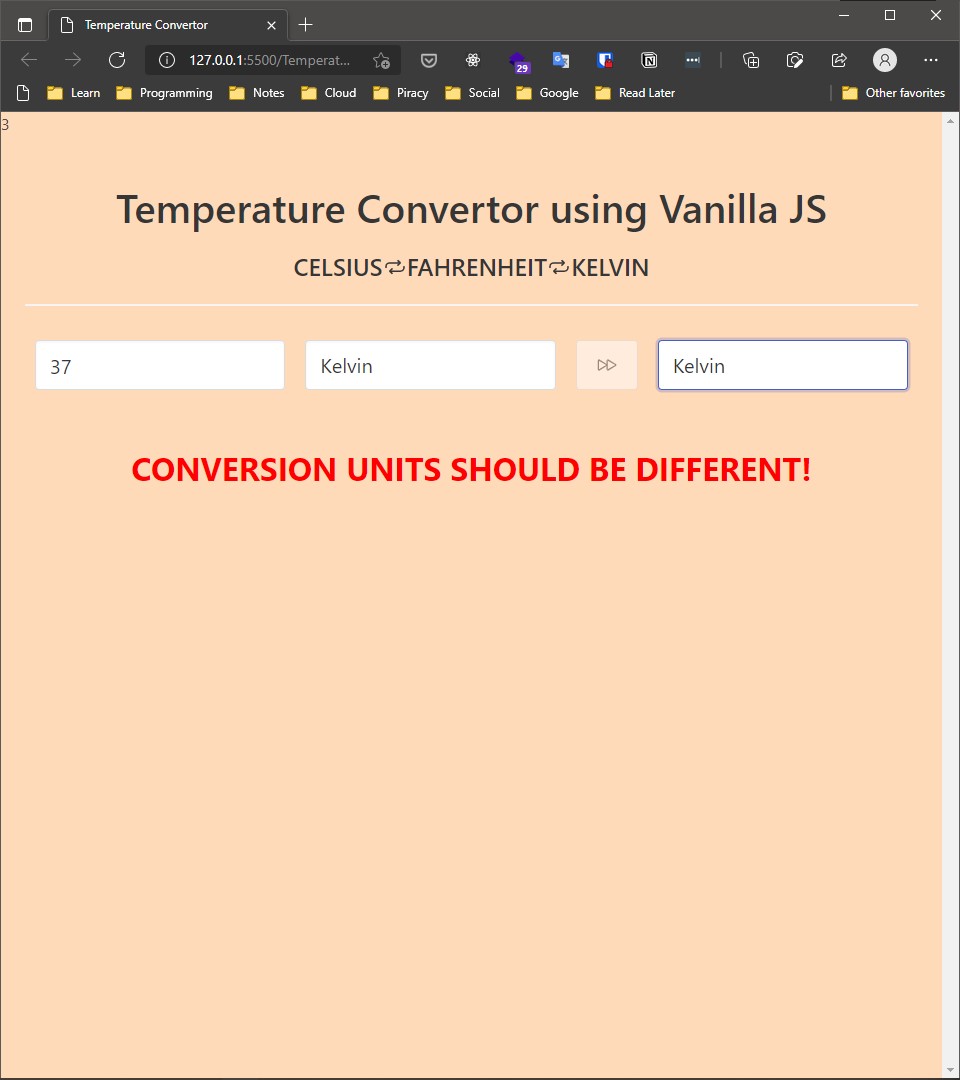 Temperature Convertor
127.0.0.1:5500/Temperat...
29
Learn Programming Notes Cloud Piracy Social Google Read Later Other favorites
3
Temperature Convertor using Vanilla JS
CELSIUS FAHRENHEIT KELVIN
37 Kelvin Kelvin
CONVERSION UNITS SHOULD BE DIFFERENT!